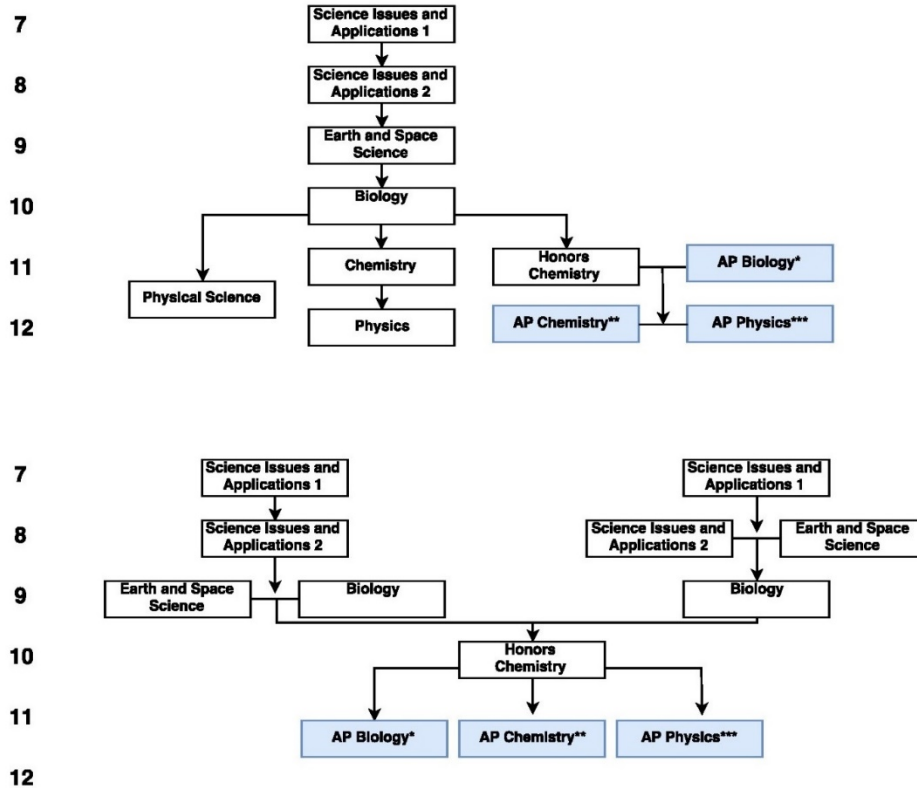 7
Science Issues and
Applications 1
8
Science Issues and
Applications 2
9
Earth and Space
Science
10
Biology
11
Chemistry
Honors
Chemistry
AP Biology*
Physical Science
12
Physics
AP Chemistry**
AP Physics***
7
Science Issues and
Applications 1
Science Issues and
Applications 1
8
Science Issues and
Applications 2
Science Issues and
Applications 2
Earth and Space
Science
9
Earth and Space
Science
Biology
Biology
10
Honors
Chemistry
11
AP Biology*
AP Chemistry**
AP Physics***
12